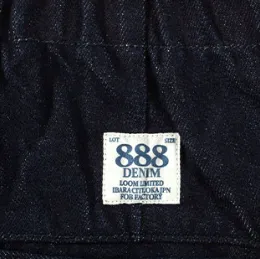 LOT SIZE
888
DENIM
LOOM LIMITED
IBARA CITY.OKA JPN
FOB FACTORY